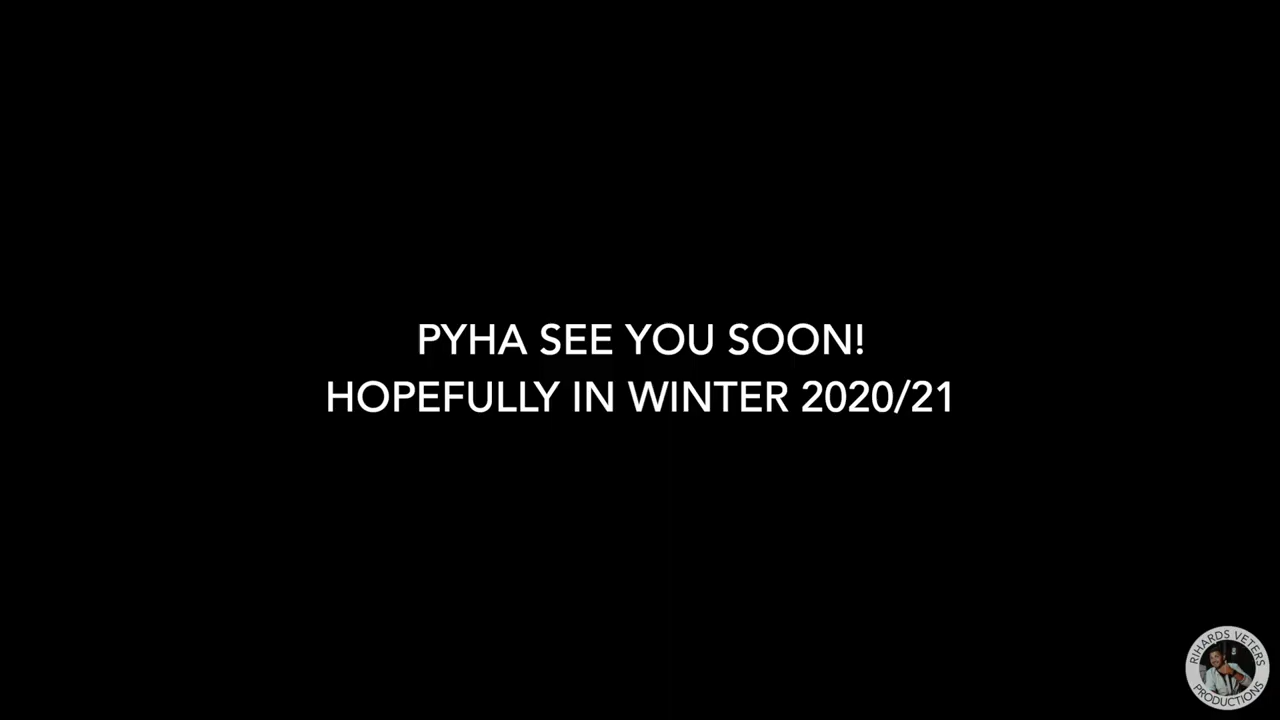 PYHA SEE YOU SOON!
HOPEFULLY IN WINTER 2020/21
RIHARDS VETERS
PRODUCTIONS